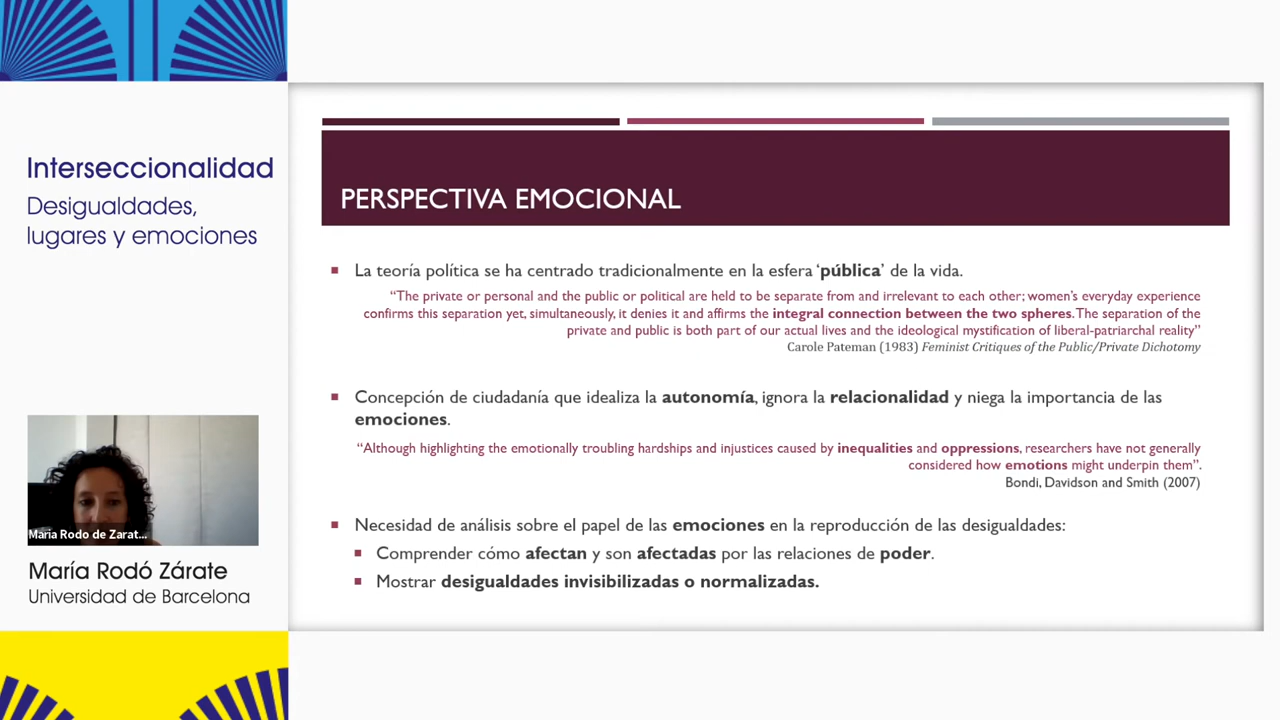 Interseccionalidad
Desigualdades,
lugares y emociones
Maria Rodo de Zarat...
María Rodó Zárate
Universidad de Barcelona
PERSPECTIVA EMOCIONAL
La teoría política se ha centrado tradicionalmente en la esfera ‘pública’ de la vida.
“The private or personal and the public or political are held to be separate from and irrelevant to each other; women’s everyday experience
confirms this separation yet, simultaneously, it denies it and affirms the integral connection between the two spheres. The separation of the
private and public is both part of our actual lives and the ideological mystification of liberal-patriarchal reality”
Carole Pateman (1983) Feminist Critiques of the Public/Private Dichotomy
Concepción de ciudadanía que idealiza la autonomía, ignora la relacionalidad y niega la importancia de las
emociones.
“Although highlighting the emotionally troubling hardships and injustices caused by inequalities and oppressions, researchers have not generally
considered how emotions might underpin them”.
Bondi, Davidson and Smith (2007)
Necesidad de análisis sobre el papel de las emociones en la reproducción de las desigualdades:
Comprender cómo afectan y son afectadas por las relaciones de poder.
Mostrar desigualdades invisibilizadas o normalizadas.